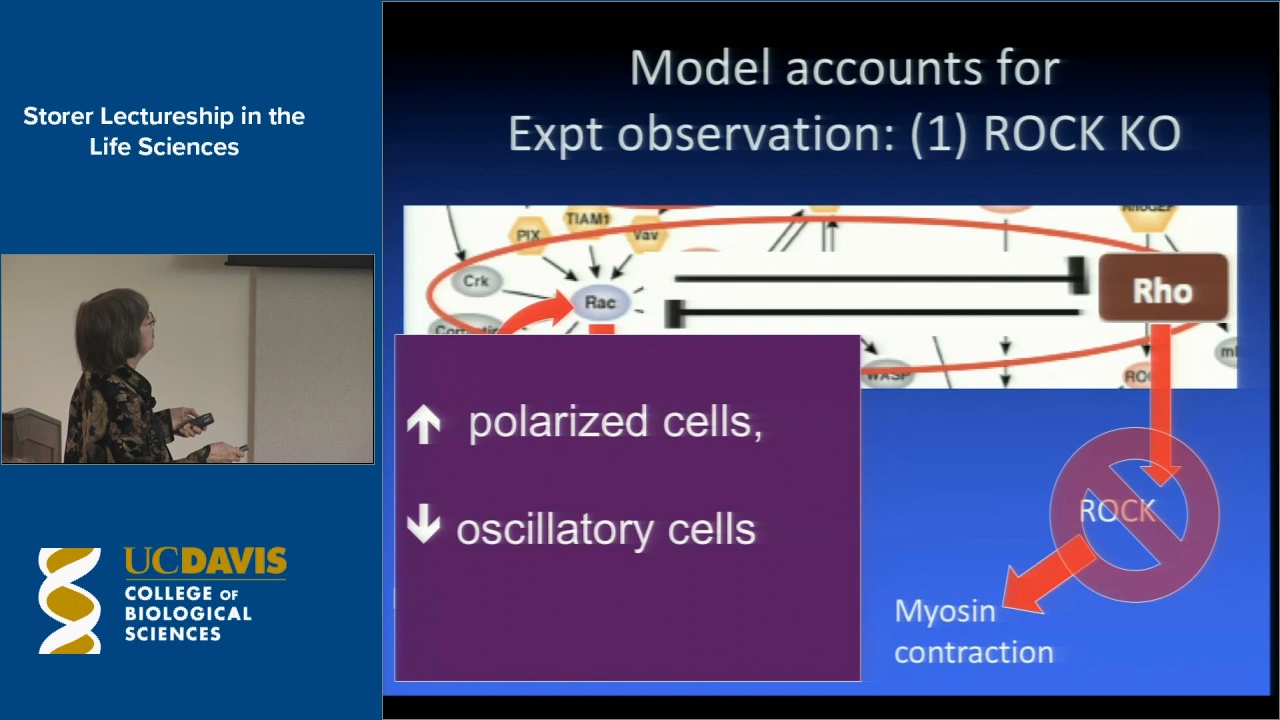 Storer Lectureship in the
Life Sciences
UCDAVIS
COLLEGE OF
BIOLOGICAL
SCIENCES
Model accounts for
Expt observation: (1) ROCK KO
TIAM1
PIX
Vav
Crk
Rac
Rho
WASP
polarized cells,
oscillatory cells
ROCK
Myosin
contraction